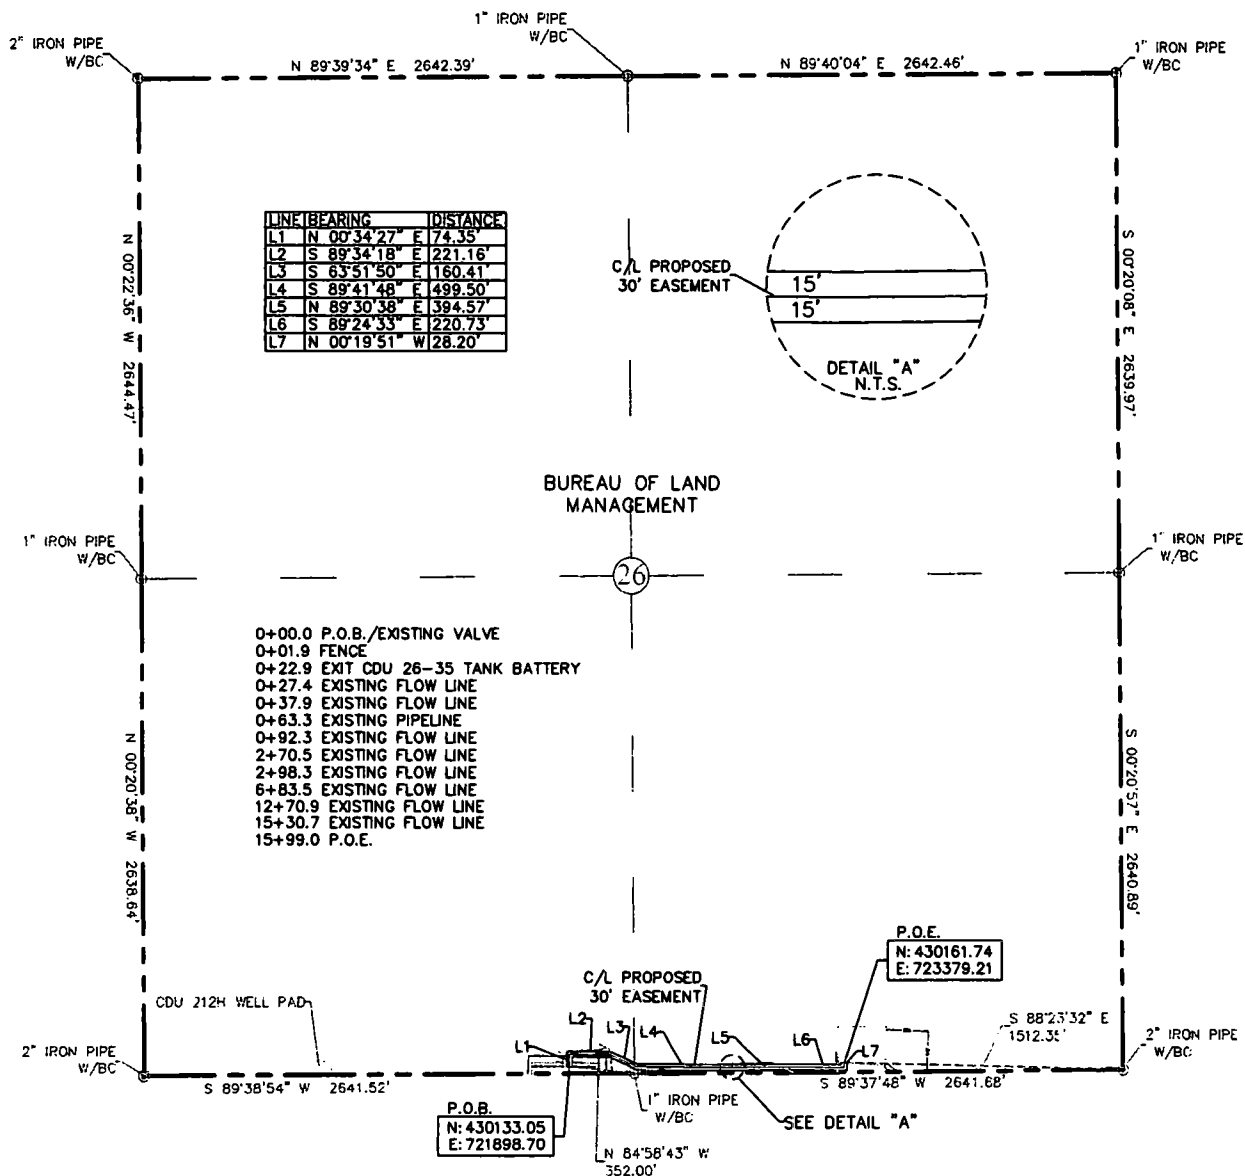 1" IRON PIPE
W/BC
2" IRON PIPE
W/BC
1" IRON PIPE
W/BC
N 89°39'34" E 2642.39'
N 89°40'04" E 2642.46'
LINE BEARING DISTANCE
L1 N 00°34'27" E 74.35'
L2 S 89°34'18" E 221.16'
L3 S 63°51'50" E 160.41'
L4 S 89°41'48" E 499.50'
L5 N 89°30'38" E 394.57'
L6 S 89°24'33" E 220.73'
L7 N 00°19'51" W 28.20'
N 00°22'36" W 2644.47'
S 00°20'08" E 2639.97'
C/L PROPOSED
30' EASEMENT
15'
15'
DETAIL "A"
N.T.S.
BUREAU OF LAND
MANAGEMENT
1" IRON PIPE
W/BC
26
1" IRON PIPE
W/BC
0+00.0 P.O.B./EXISTING VALVE
0+01.9 FENCE
0+22.9 EXIT CDU 26-35 TANK BATTERY
0+27.4 EXISTING FLOW LINE
0+37.9 EXISTING FLOW LINE
0+63.3 EXISTING PIPELINE
0+92.3 EXISTING FLOW LINE
2+70.5 EXISTING FLOW LINE
2+98.3 EXISTING FLOW LINE
6+83.5 EXISTING FLOW LINE
12+70.9 EXISTING FLOW LINE
15+30.7 EXISTING FLOW LINE
15+99.0 P.O.E.
N 00°20'38" W 2638.64'
S 00°20'57" E 2640.89'
P.O.E.
N: 430161.74
E: 723379.21
C/L PROPOSED
30' EASEMENT
CDU 212H WELL PAD
S 88°23'32" E
1512.35'
L1
L2
L3
L4
L5
L6
L7
2" IRON PIPE
W/BC
2" IRON PIPE
W/BC
S 89°38'54" W 2641.52'
S 89°37'48" W 2641.68'
1" IRON PIPE
W/BC
P.O.B.
N: 430133.05
E: 721898.70
SEE DETAIL "A"
N 84°58'43" W
352.00'